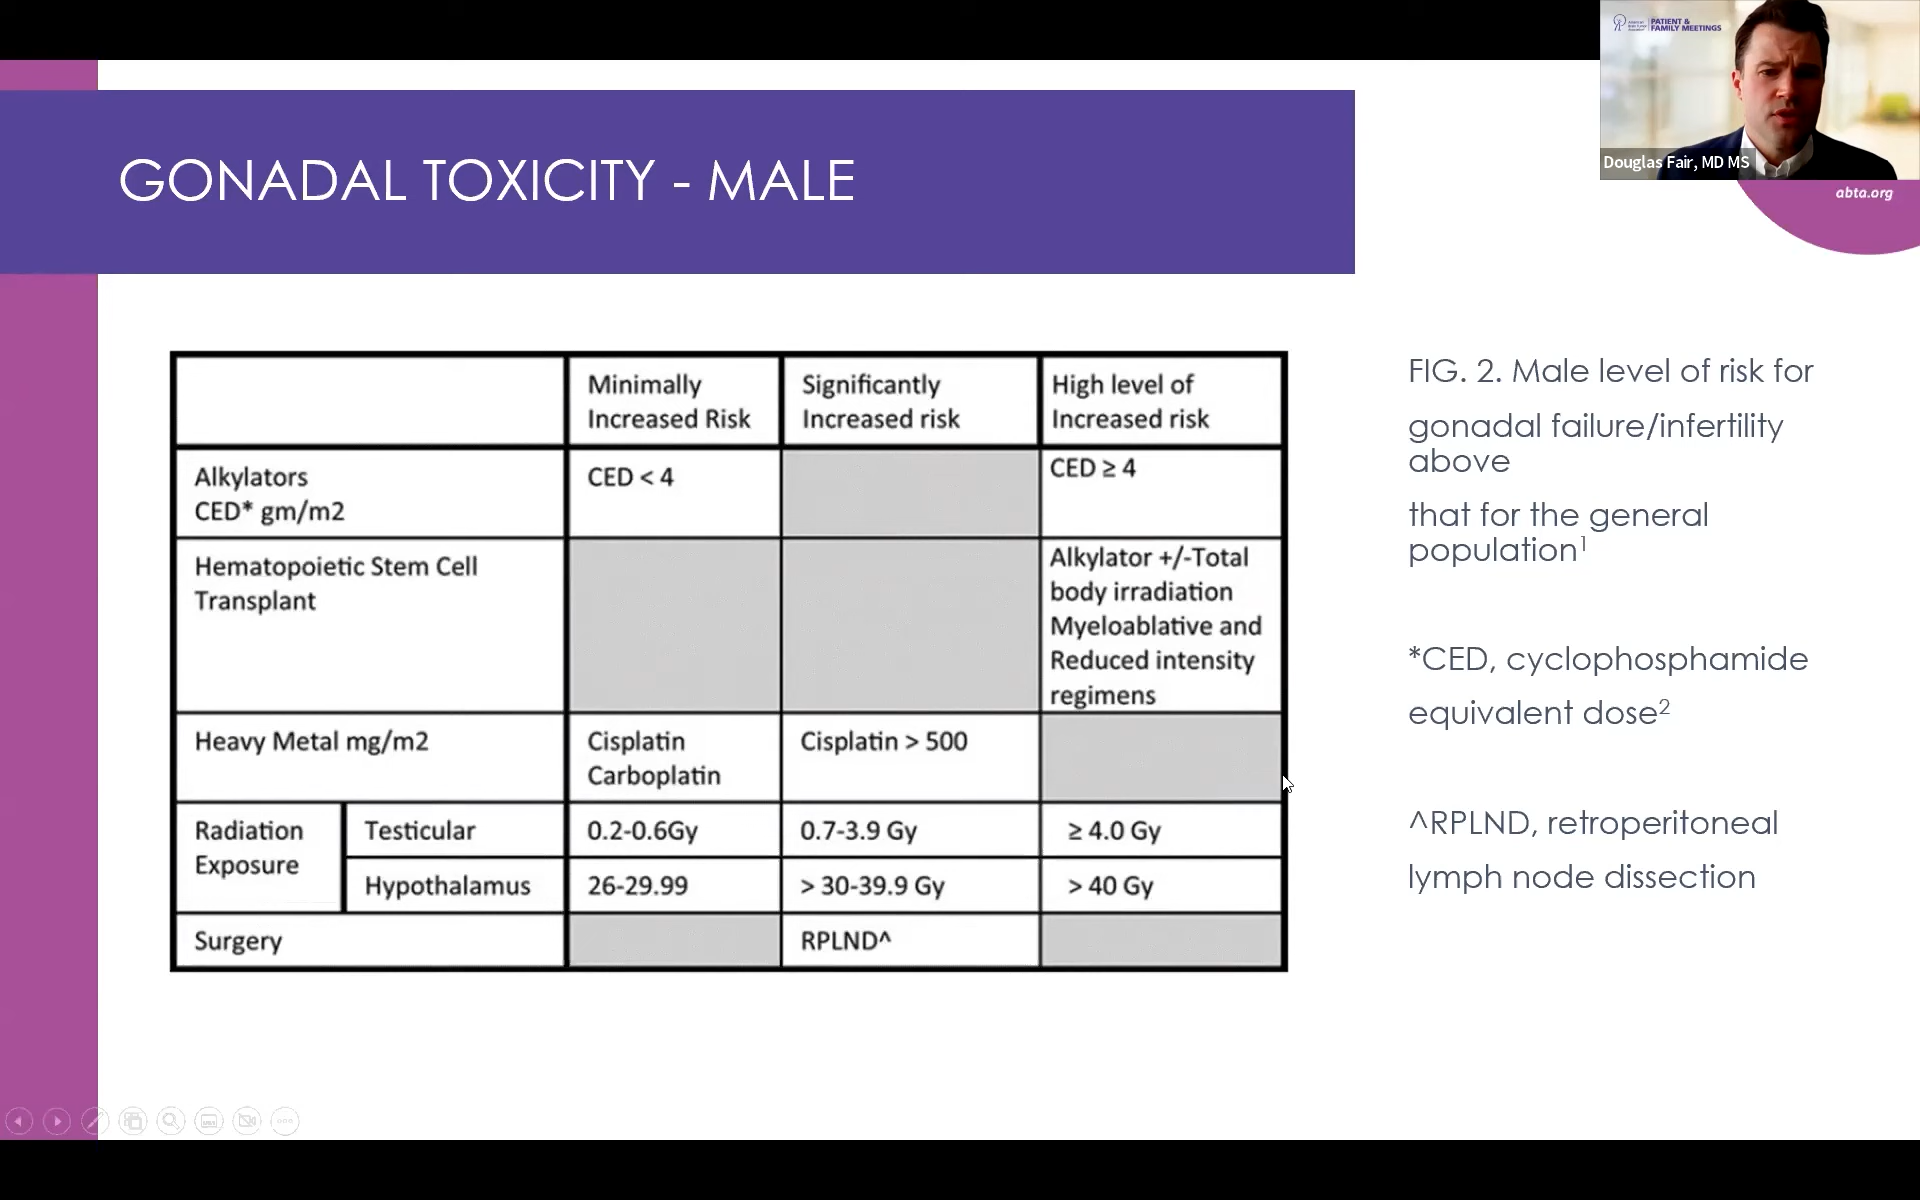 PATIENT &
FAMILY MEETINGS
Douglas Fair, MD MS
abta.org
GONADAL TOXICITY - MALE
Minimally
Increased Risk
Significantly
Increased risk
High level of
Increased risk
Alkylators
CED* gm/m2
CED < 4
CED ≥ 4
Hematopoietic Stem Cell
Transplant
Alkylator +/-Total
body irradiation
Myeloablative and
Reduced intensity
regimens
Heavy Metal mg/m2
Cisplatin
Carboplatin
Cisplatin > 500
Radiation
Exposure
Testicular
0.2-0.6Gy
0.7-3.9 Gy
≥ 4.0 Gy
Hypothalamus
26-29.99
> 30-39.9 Gy
> 40 Gy
Surgery
RPLND^
FIG. 2. Male level of risk for
gonadal failure/infertility
above
that for the general
population¹
*CED, cyclophosphamide
equivalent dose²
^RPLND, retroperitoneal
lymph node dissection